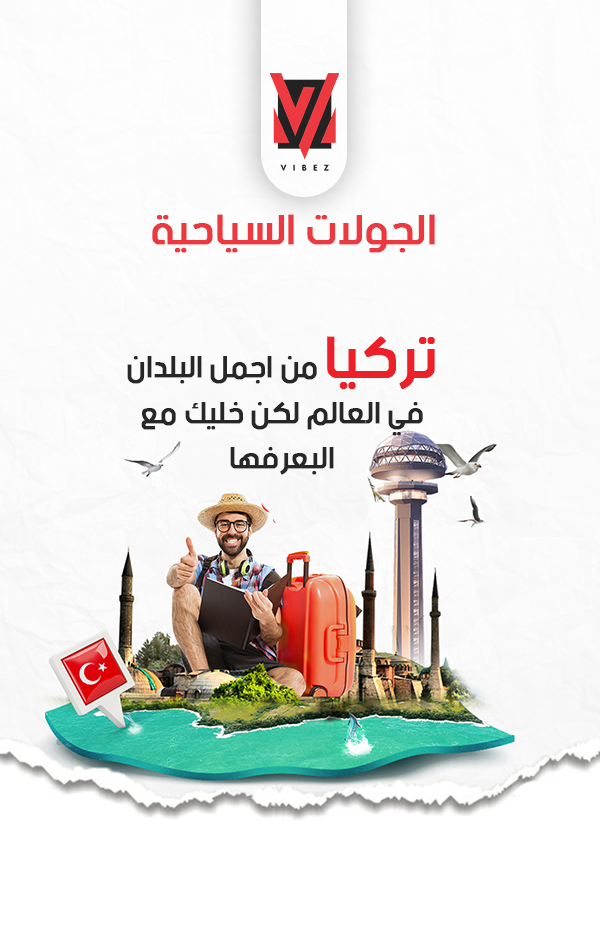 VIBEZ
الجولات السياحية
تركيا من اجمل البلدان
في العالم لكن خليك مع
البعرفها